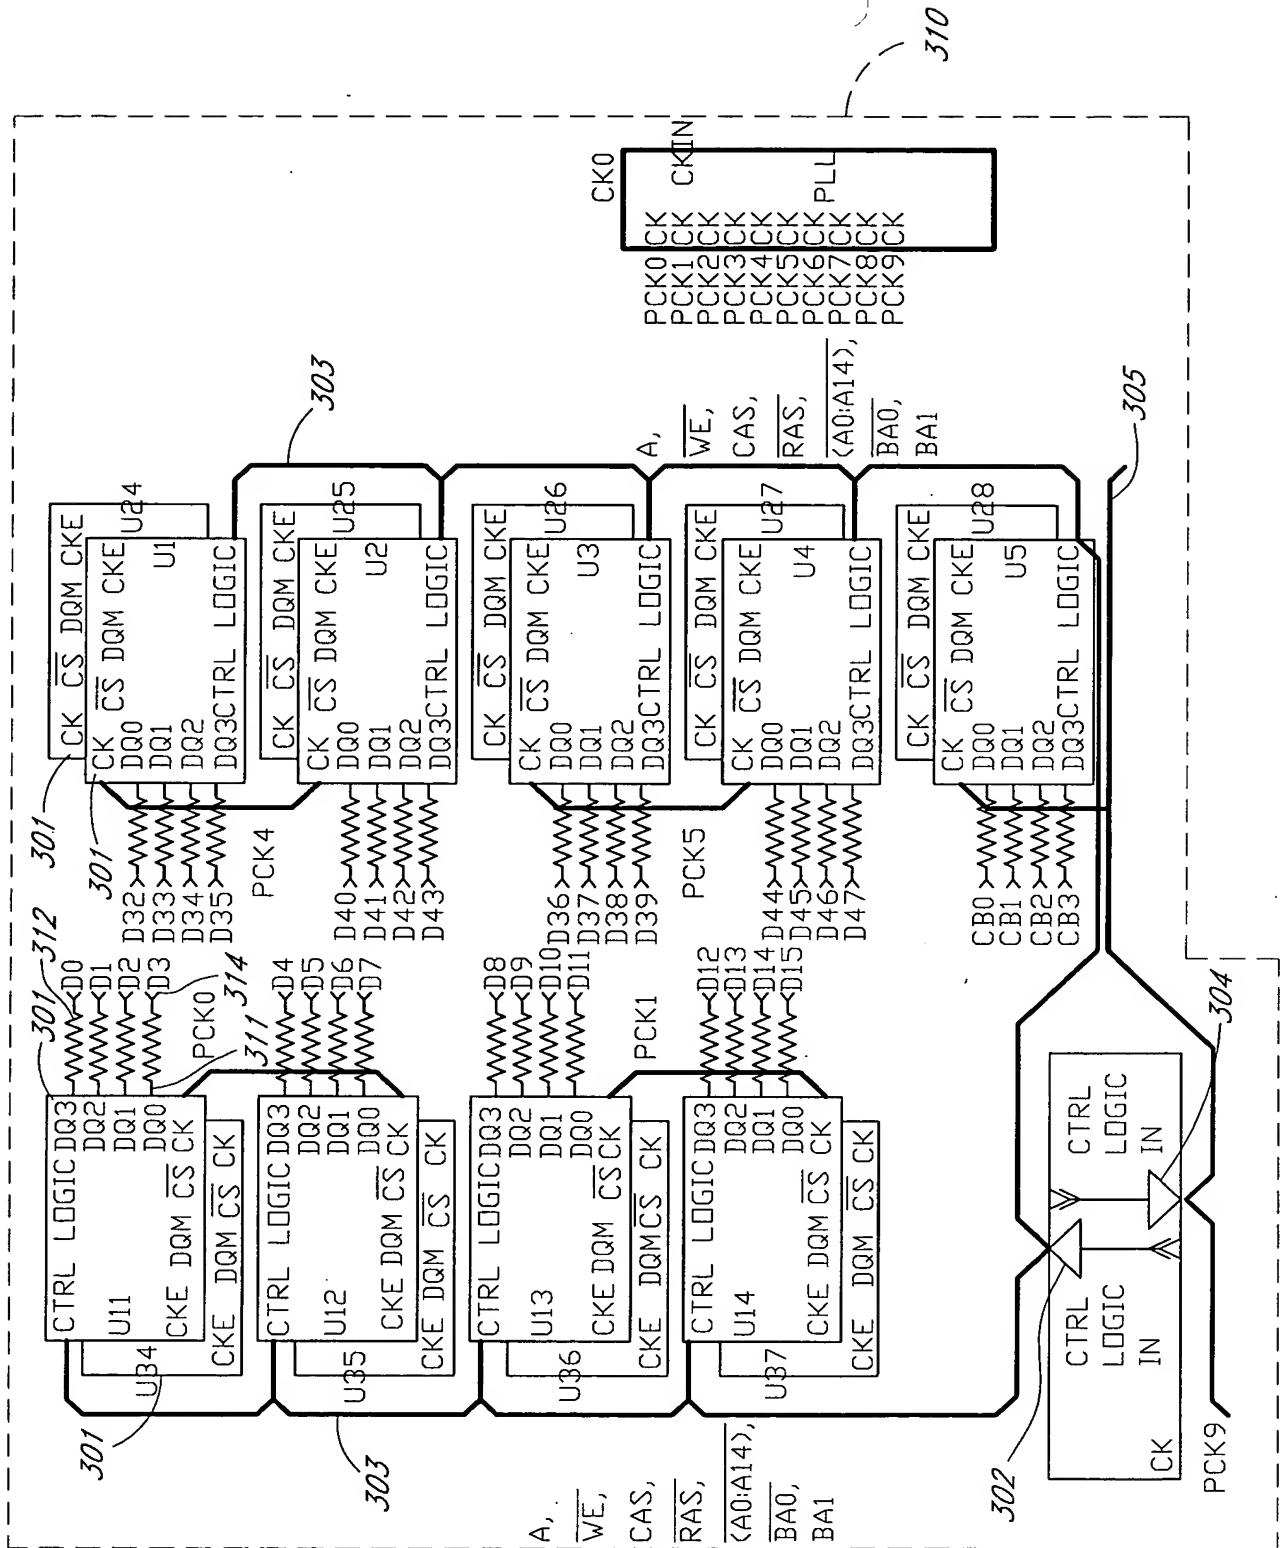 310
CK0
CKIN
PLL
PCK0 CK
PCK1 CK
PCK2 CK
PCK3 CK
PCK4 CK
PCK5 CK
PCK6 CK
PCK7 CK
PCK8 CK
PCK9 CK
303
A,
WE,
CAS,
RAS,
(A0:A14),
BA0,
BA1
305
301
CK CS DQM CKE
U24
301
CK
CS DQM CKE
U1
DQ0
DQ1
DQ2
DQ3 CTRL LOGIC
D32
D33
D34
D35
PCK4
CK CS DQM CKE
U25
CK
CS DQM CKE
U2
DQ0
DQ1
DQ2
DQ3 CTRL LOGIC
D40
D41
D42
D43
CK CS DQM CKE
U26
CK
CS DQM CKE
U3
DQ0
DQ1
DQ2
DQ3 CTRL LOGIC
D36
D37
D38
D39
PCK5
CK CS DQM CKE
U27
CK
CS DQM CKE
U4
DQ0
DQ1
DQ2
DQ3 CTRL LOGIC
D44
D45
D46
D47
CK CS DQM CKE
U28
CK
CS DQM CKE
U5
DQ0
DQ1
DQ2
DQ3 CTRL LOGIC
CB0
CB1
CB2
CB3
301
312
CTRL LOGIC DQ3
DQ2
DQ1
DQ0
U11
CKE DQM CS CK
D0
D1
D2
D3
314
PCK0
311
U34
CKE DQM CS CK
301
CTRL LOGIC DQ3
DQ2
DQ1
DQ0
U12
CKE DQM CS CK
D4
D5
D6
D7
U35
CKE DQM CS CK
303
CTRL LOGIC DQ3
DQ2
DQ1
DQ0
U13
CKE DQM CS CK
D8
D9
D10
D11
PCK1
U36
CKE DQM CS CK
CTRL LOGIC DQ3
DQ2
DQ1
DQ0
U14
CKE DQM CS CK
D12
D13
D14
D15
U37
CKE DQM CS CK
A,
WE,
CAS,
RAS,
(A0:A14),
BA0,
BA1
302
CTRL
LOGIC
IN
CTRL
LOGIC
IN
304
CK
PCK9